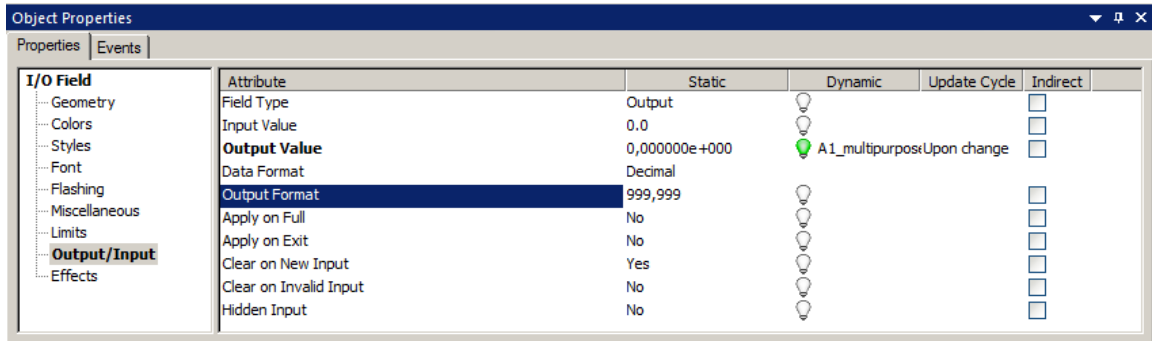 Object Properties
Properties Events
I/O Field
Geometry
Colors
Styles
Font
Flashing
Miscellaneous
Limits
Output/Input
Effects
Attribute Static Dynamic Update Cycle Indirect
Field Type Output
Input Value 0.0
Output Value 0,000000e+000 A1_multipurpose Upon change
Data Format Decimal
Output Format 999,999
Apply on Full No
Apply on Exit No
Clear on New Input Yes
Clear on Invalid Input No
Hidden Input No